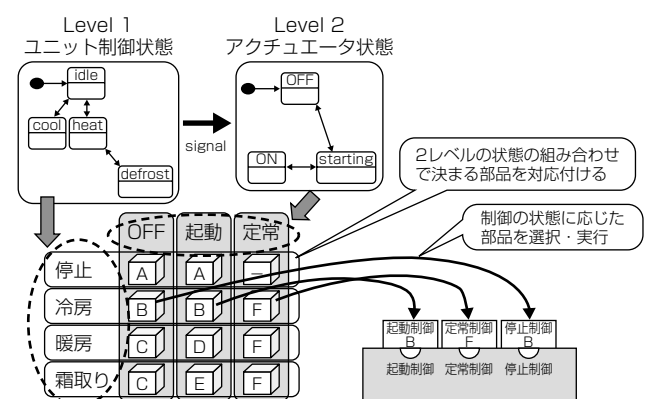 Level 1
ユニット制御状態
Level 2
アクチュエータ状態
idle
cool
heat
defrost
signal
OFF
ON
starting
2レベルの状態の組み合わせ
で決まる部品を対応付ける
制御の状態に応じた
部品を選択・実行
OFF 起動 定常
停止 A A －
冷房 B B F
暖房 C D F
霜取り C E F
起動制御 定常制御 停止制御
B F B
起動制御 定常制御 停止制御